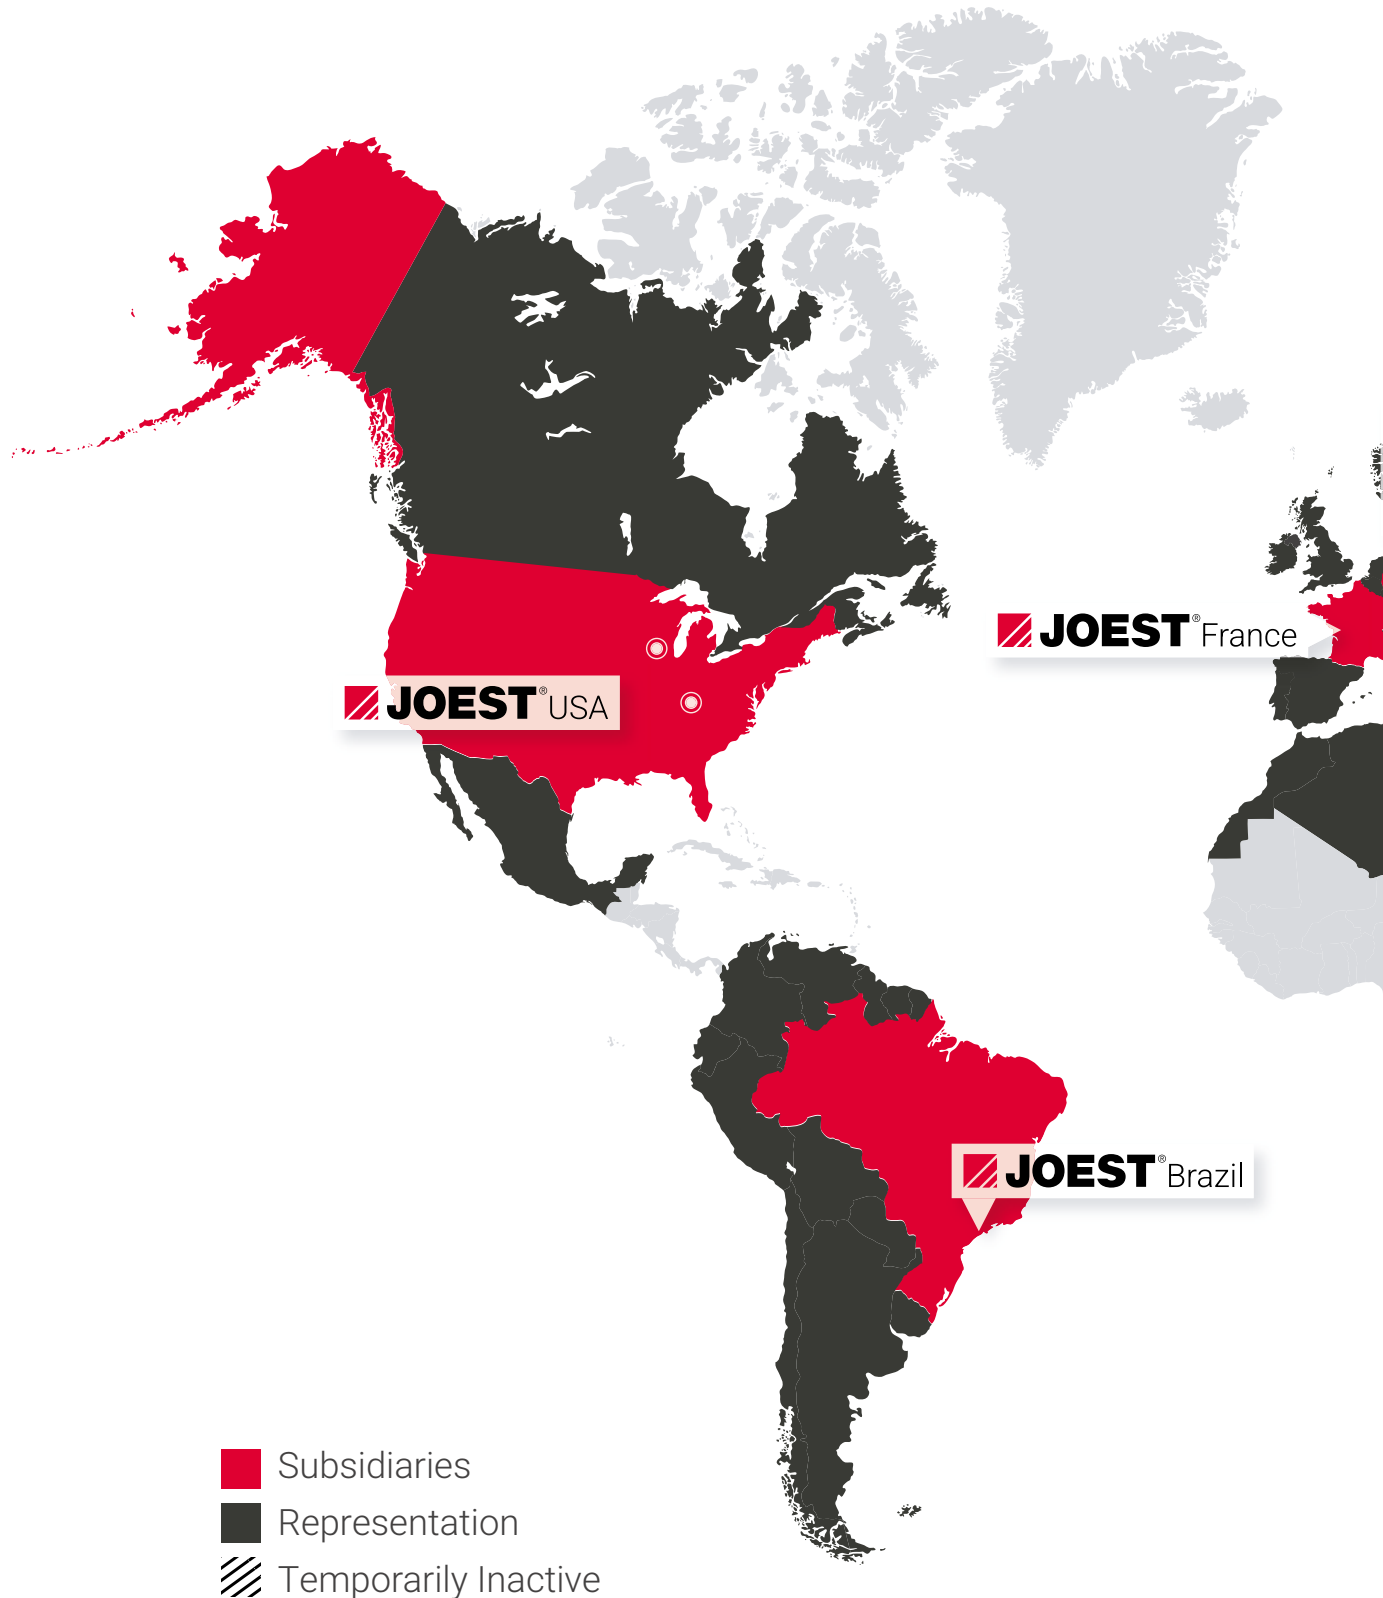 JOEST® France
JOEST® USA
JOEST® Brazil
Subsidiaries
Representation
Temporarily Inactive